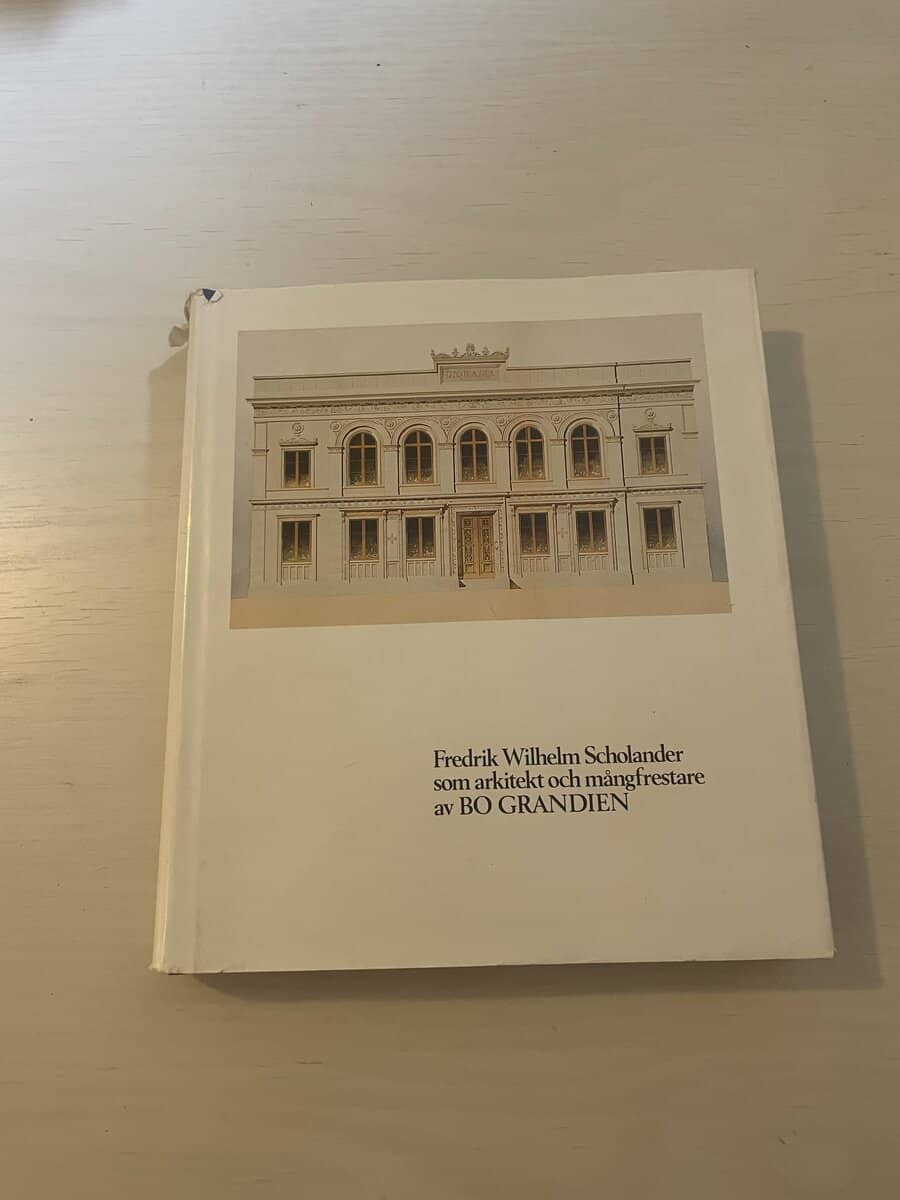 Fredrik Wilhelm Scholander
som arkitekt och mångfrestare
av BO GRANDIEN